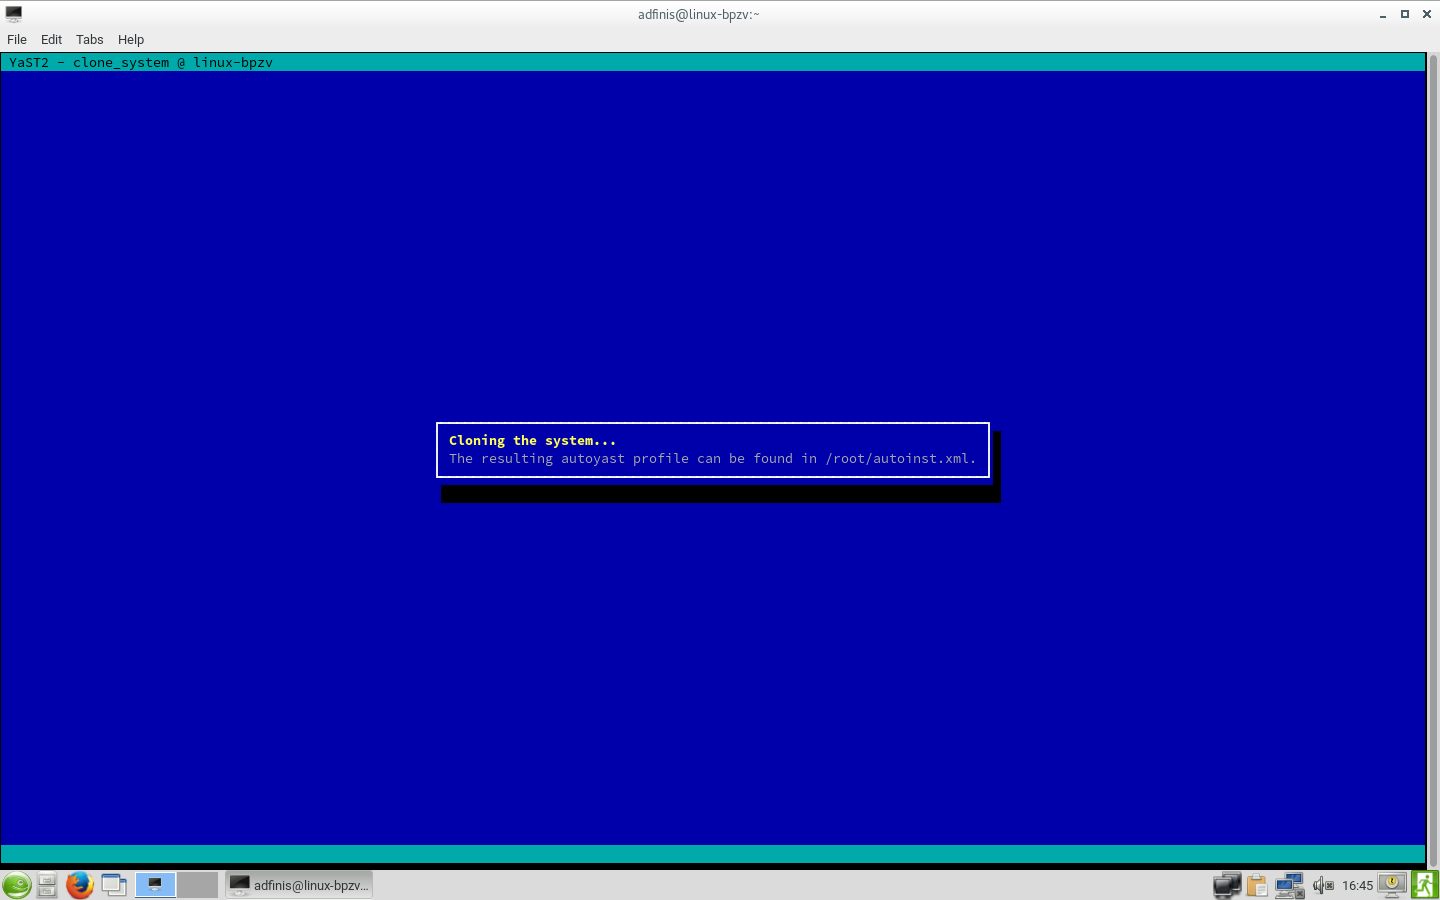 adfinis@linux-bpzv:~
File Edit Tabs Help
YaST2 - clone_system @ linux-bpzv
Cloning the system...
The resulting autoyast profile can be found in /root/autoinst.xml.
adfinis@linux-bpzv... 16:45